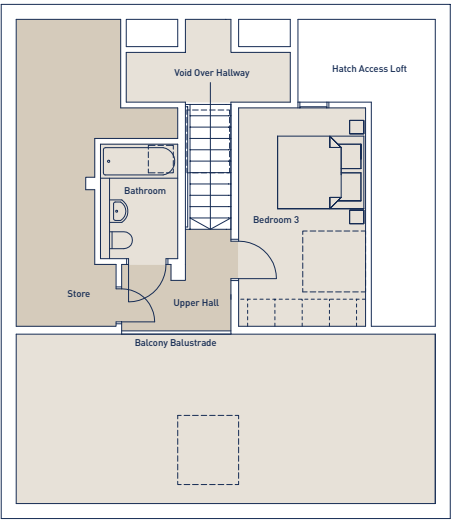 Hatch Access Loft
Void Over Hallway
Bathroom
Bedroom 3
Store
Upper Hall
Balcony Balustrade